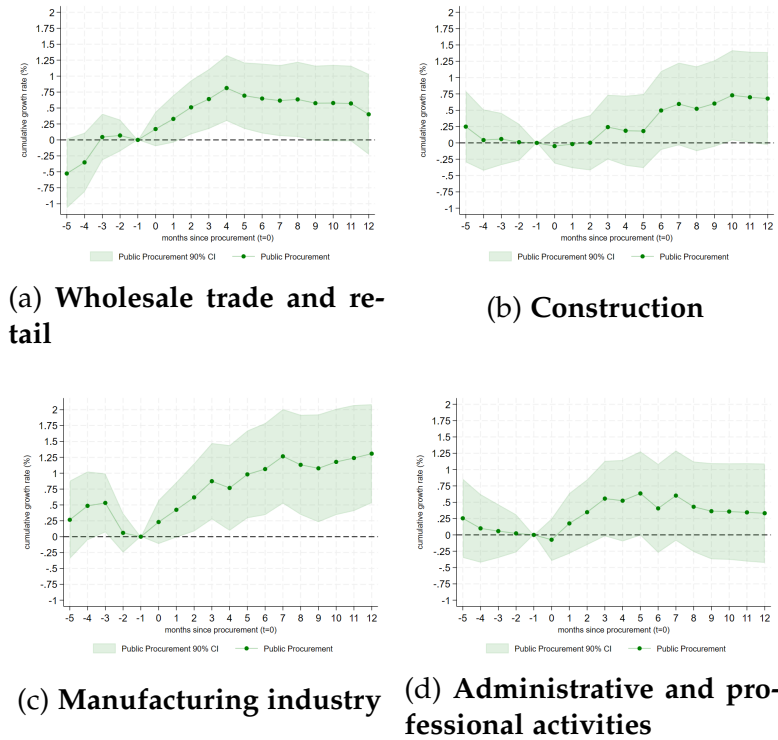 2
1.75
1.5
1.25
1
.75
.5
.25
0
-.25
-.5
-.75
-1
cumulative growth rate (%)
-5 -4 -3 -2 -1 0 1 2 3 4 5 6 7 8 9 10 11 12
months since procurement (t=0)
Public Procurement 90% CI Public Procurement
(a) Wholesale trade and re-
tail
2
1.75
1.5
1.25
1
.75
.5
.25
0
-.25
-.5
-.75
-1
cumulative growth rate (%)
-5 -4 -3 -2 -1 0 1 2 3 4 5 6 7 8 9 10 11 12
months since procurement (t=0)
Public Procurement 90% CI Public Procurement
(b) Construction
2
1.75
1.5
1.25
1
.75
.5
.25
0
-.25
-.5
-.75
-1
cumulative growth rate (%)
-5 -4 -3 -2 -1 0 1 2 3 4 5 6 7 8 9 10 11 12
months since procurement (t=0)
Public Procurement 90% CI Public Procurement
(c) Manufacturing industry
2
1.75
1.5
1.25
1
.75
.5
.25
0
-.25
-.5
-.75
-1
cumulative growth rate (%)
-5 -4 -3 -2 -1 0 1 2 3 4 5 6 7 8 9 10 11 12
months since procurement (t=0)
Public Procurement 90% CI Public Procurement
(d) Administrative and pro-
fessional activities